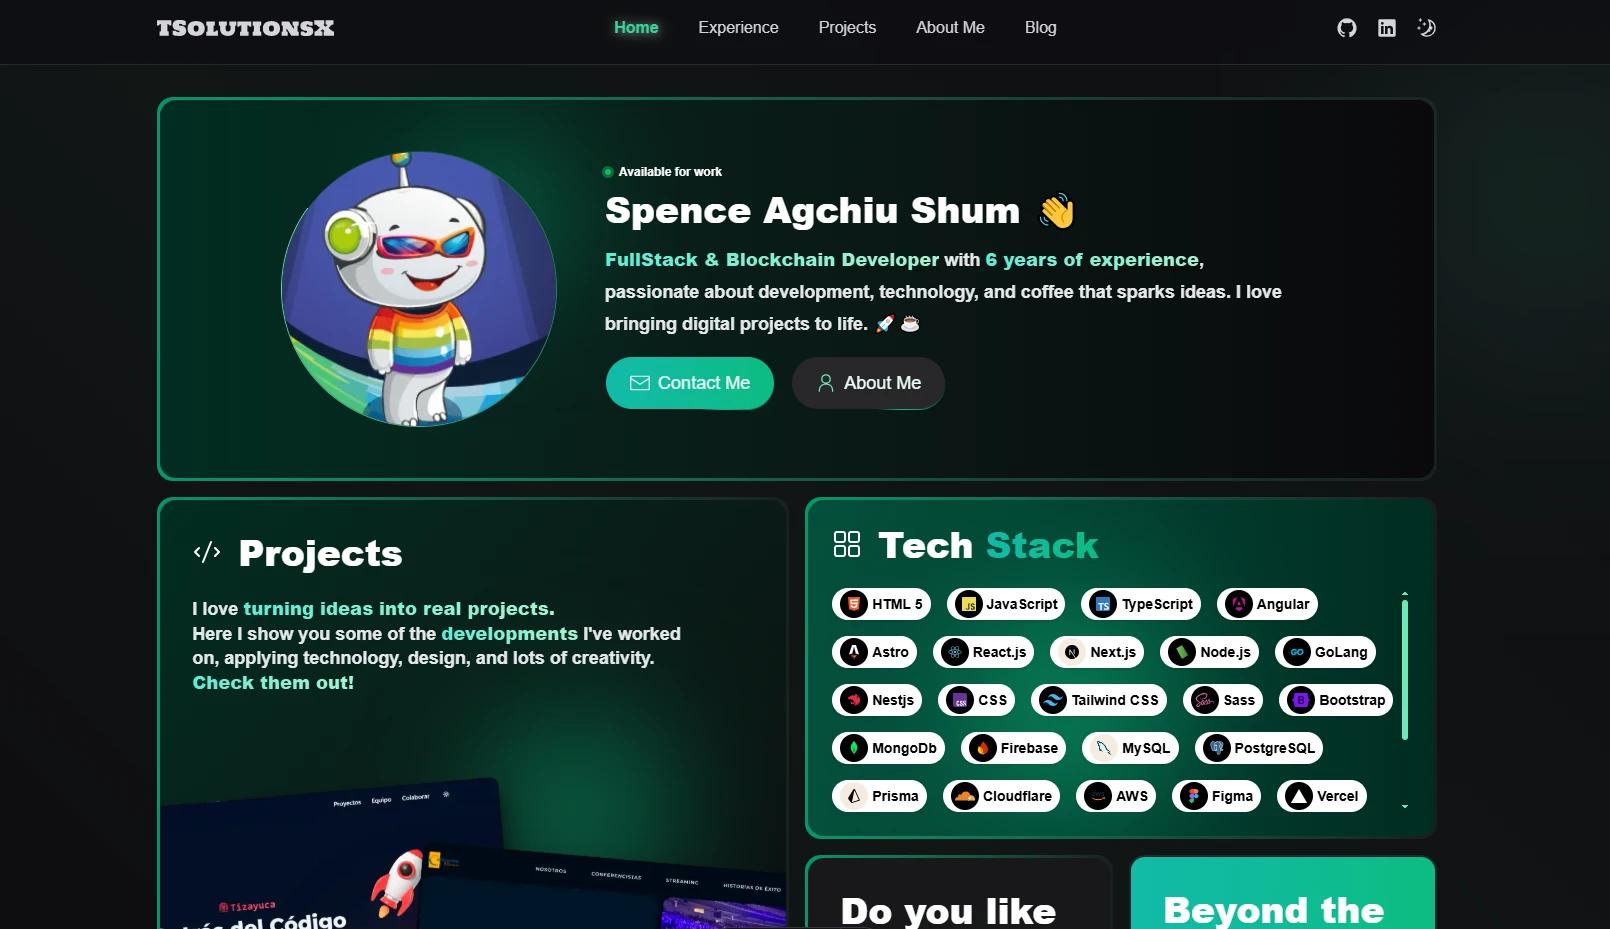 TSOLUTIONSX
Home Experience Projects About Me Blog
Available for work
Spence Agchiu Shum 👋
FullStack & Blockchain Developer with 6 years of experience,
passionate about development, technology, and coffee that sparks ideas. I love
bringing digital projects to life. 🚀 ☕
Contact Me About Me
Projects
I love turning ideas into real projects.
Here I show you some of the developments I've worked
on, applying technology, design, and lots of creativity.
Check them out!
Proyectos Equipo Colaborar
Tizayuca
del Código
NOSOTROS CONFERENCISTAS STREAMING HISTORIAS DE ÉXITO
Tech Stack
HTML 5 JavaScript TypeScript Angular
Astro React.js Next.js Node.js GoLang
Nestjs CSS Tailwind CSS Sass Bootstrap
MongoDb Firebase MySQL PostgreSQL
Prisma Cloudflare AWS Figma Vercel
Do you like
Beyond the